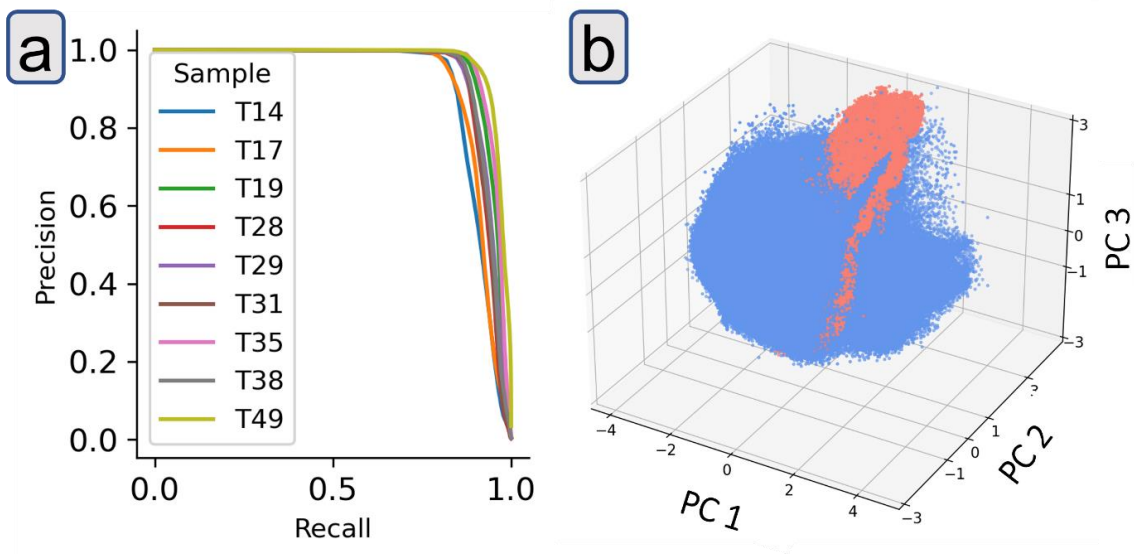 a
1.0
0.8
0.6
0.4
0.2
0.0
Precision
Sample
T14
T17
T19
T28
T29
T31
T35
T38
T49
0.0
0.5
1.0
Recall
b
3
1
0
−1
−3
PC 3
−4
−2
0
2
4
PC 1
−3
−1
0
1
PC 2